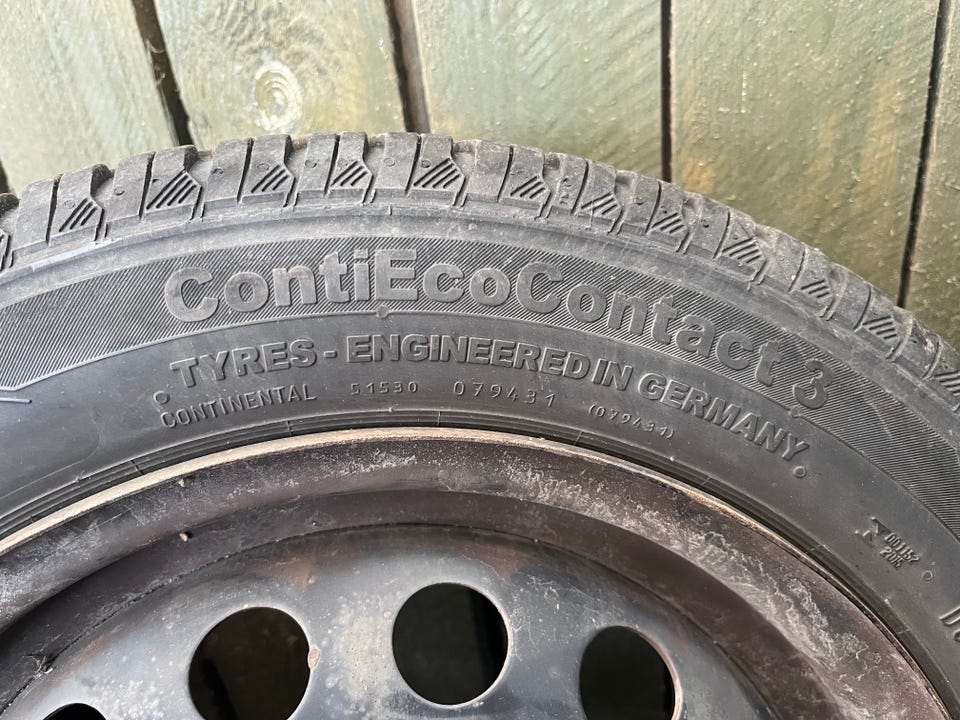 ContiEcoContact 3
TYRES - ENGINEERED IN GERMANY
CONTINENTAL 51530 079431 (079431)